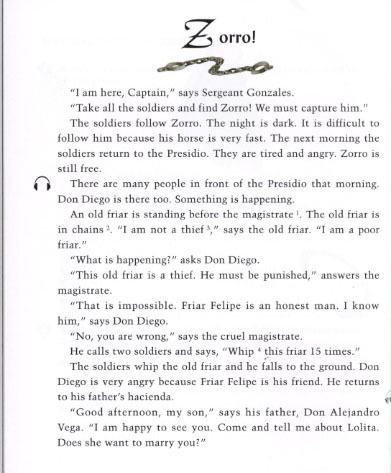 Zorro!
"I am here, Captain," says Sergeant Gonzales.
"Take all the soldiers and find Zorro! We must capture him."
The soldiers follow Zorro. The night is dark. It is difficult to
follow him because his horse is very fast. The next morning the
soldiers return to the Presidio. They are tired and angry. Zorro is
still free.
There are many people in front of the Presidio that morning.
Don Diego is there too. Something is happening.
An old friar is standing before the magistrate ¹. The old friar is
in chains ². "I am not a thief ³," says the old friar. "I am a poor
friar."
"What is happening?" asks Don Diego.
"This old friar is a thief. He must be punished," answers the
magistrate.
"That is impossible. Friar Felipe is an honest man. I know
him," says Don Diego.
"No, you are wrong," says the cruel magistrate.
He calls two soldiers and says, "Whip ⁴ this friar 15 times."
The soldiers whip the old friar and he falls to the ground. Don
Diego is very angry because Friar Felipe is his friend. He returns
to his father's hacienda.
"Good afternoon, my son," says his father, Don Alejandro
Vega. "I am happy to see you. Come and tell me about Lolita.
Does she want to marry you?"